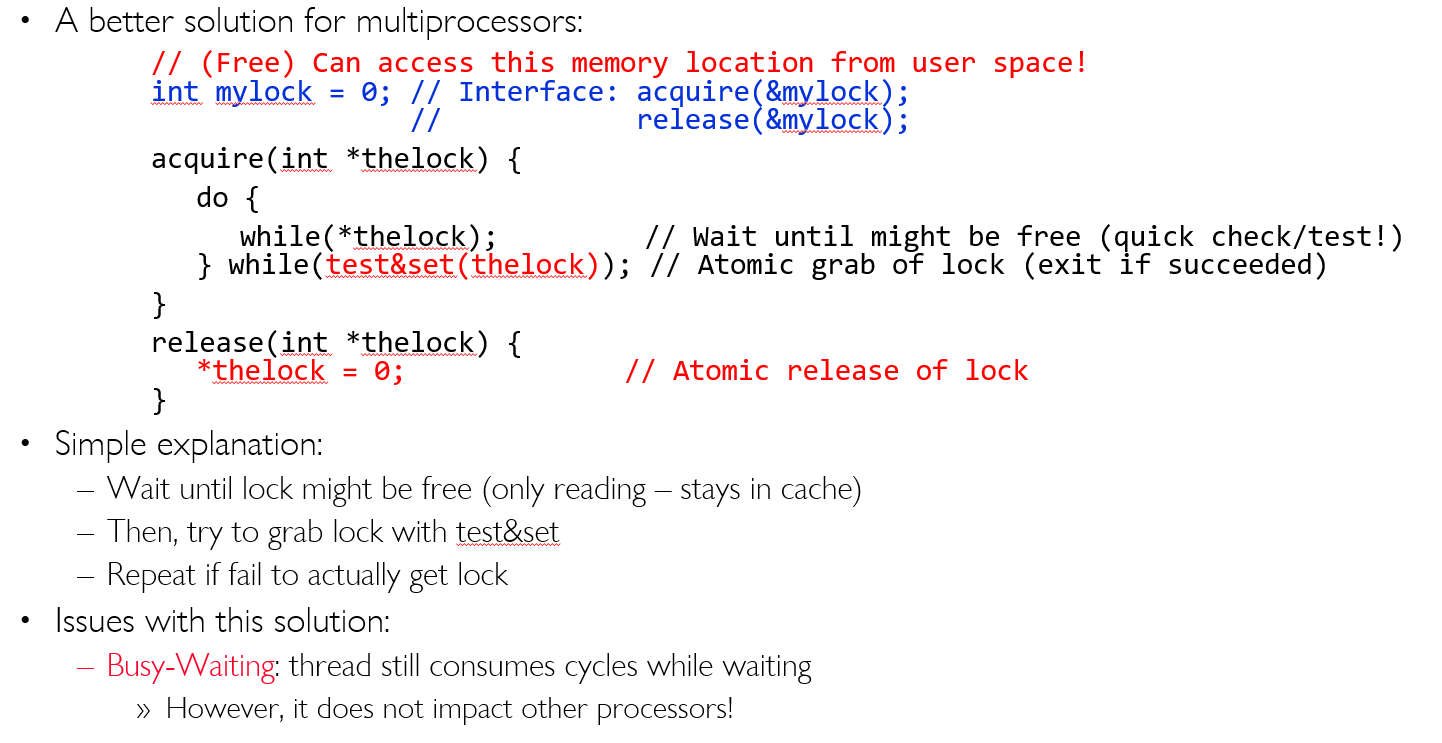 • A better solution for multiprocessors:
// (Free) Can access this memory location from user space!
int mylock = 0; // Interface: acquire(&mylock);
//            release(&mylock);
acquire(int *thelock) {
do {
while(*thelock);         // Wait until might be free (quick check/test!)
} while(test&set(thelock)); // Atomic grab of lock (exit if succeeded)
}
release(int *thelock) {
*thelock = 0;              // Atomic release of lock
}
• Simple explanation:
– Wait until lock might be free (only reading – stays in cache)
– Then, try to grab lock with test&set
– Repeat if fail to actually get lock
• Issues with this solution:
– Busy-Waiting: thread still consumes cycles while waiting
» However, it does not impact other processors!